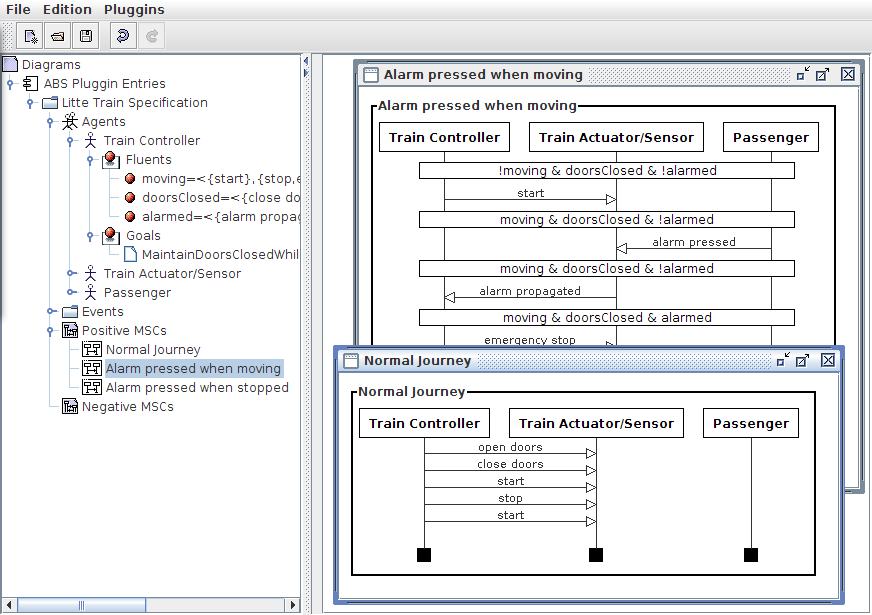 File Edition Pluggins
Diagrams
ABS Pluggin Entries
Litte Train Specification
Agents
Train Controller
Fluents
moving=<{start},{stop,e
doorsClosed=<{close do
alarmed=<{alarm propag
Goals
MaintainDoorsClosedWhil
Train Actuator/Sensor
Passenger
Events
Positive MSCs
Normal Journey
Alarm pressed when moving
Alarm pressed when stopped
Negative MSCs
Alarm pressed when moving
Alarm pressed when moving
Train Controller Train Actuator/Sensor Passenger
!moving & doorsClosed & !alarmed
start
moving & doorsClosed & !alarmed
alarm pressed
moving & doorsClosed & !alarmed
alarm propagated
moving & doorsClosed & alarmed
emergency stop
Normal Journey
Normal Journey
Train Controller Train Actuator/Sensor Passenger
open doors
close doors
start
stop
start